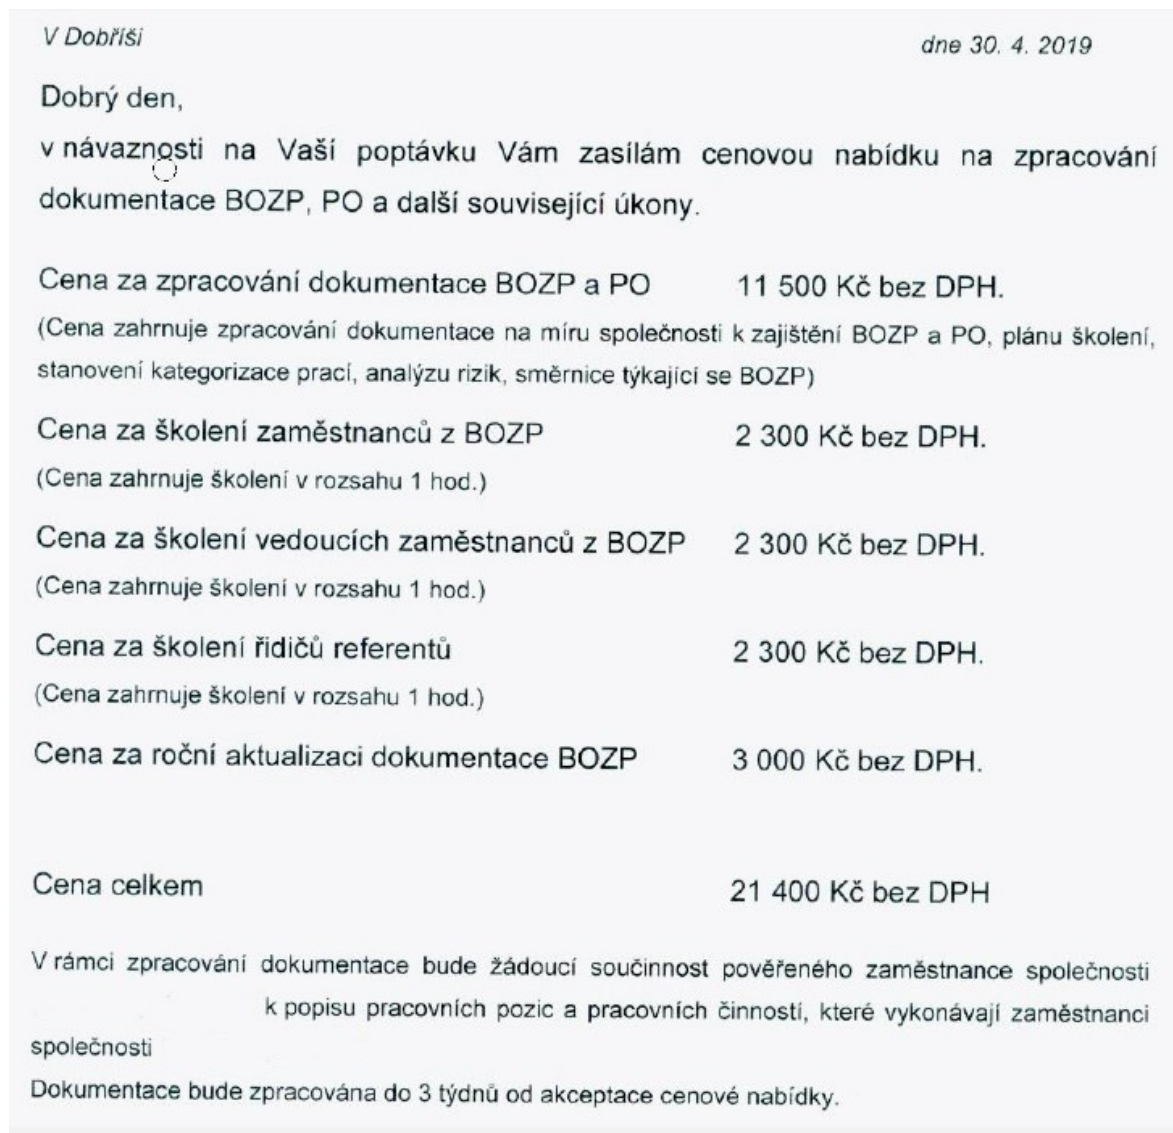 V Dobříši
dne 30. 4. 2019
Dobrý den,
v návaznosti na Vaší poptávku Vám zasílám cenovou nabídku na zpracování
dokumentace BOZP, PO a další související úkony.
Cena za zpracování dokumentace BOZP a PO 11 500 Kč bez DPH.
(Cena zahrnuje zpracování dokumentace na míru společnosti k zajištění BOZP a PO, plánu školení,
stanovení kategorizace prací, analýzu rizik, směrnice týkající se BOZP)
Cena za školení zaměstnanců z BOZP 2 300 Kč bez DPH.
(Cena zahrnuje školení v rozsahu 1 hod.)
Cena za školení vedoucích zaměstnanců z BOZP 2 300 Kč bez DPH.
(Cena zahrnuje školení v rozsahu 1 hod.)
Cena za školení řidičů referentů 2 300 Kč bez DPH.
(Cena zahrnuje školení v rozsahu 1 hod.)
Cena za roční aktualizaci dokumentace BOZP 3 000 Kč bez DPH.
Cena celkem 21 400 Kč bez DPH
V rámci zpracování dokumentace bude žádoucí součinnost pověřeného zaměstnance společnosti
k popisu pracovních pozic a pracovních činností, které vykonávají zaměstnanci
společnosti
Dokumentace bude zpracována do 3 týdnů od akceptace cenové nabídky.